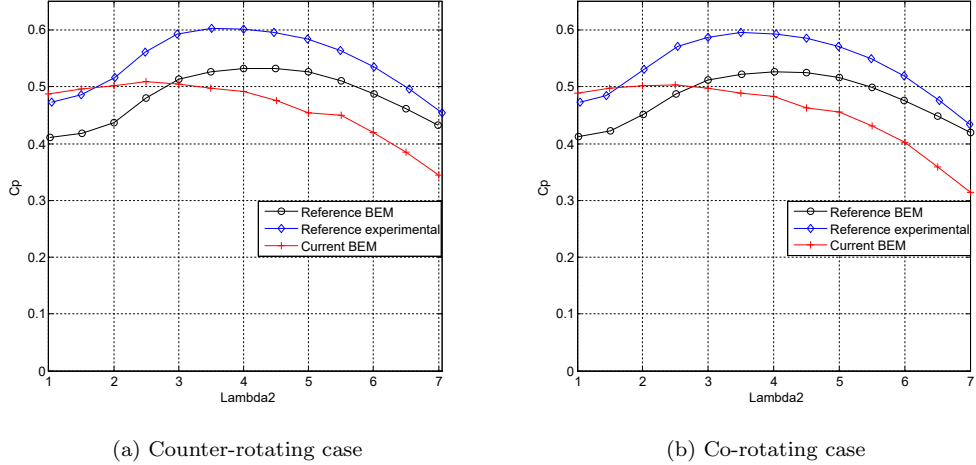 0.6
0.5
0.4
0.3
0.2
0.1
0
Cp
1 2 3 4 5 6 7
Lambda2
Reference BEM
Reference experimental
Current BEM
(a) Counter-rotating case
0.6
0.5
0.4
0.3
0.2
0.1
0
Cp
1 2 3 4 5 6 7
Lambda2
Reference BEM
Reference experimental
Current BEM
(b) Co-rotating case